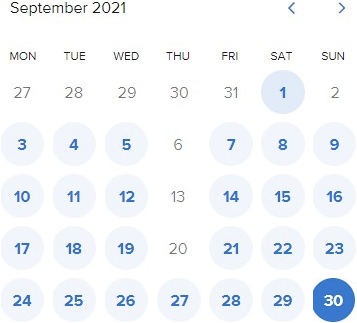 September 2021
MON TUE WED THU FRI SAT SUN
27 28 29 30 31 1 2
3 4 5 6 7 8 9
10 11 12 13 14 15 16
17 18 19 20 21 22 23
24 25 26 27 28 29 30